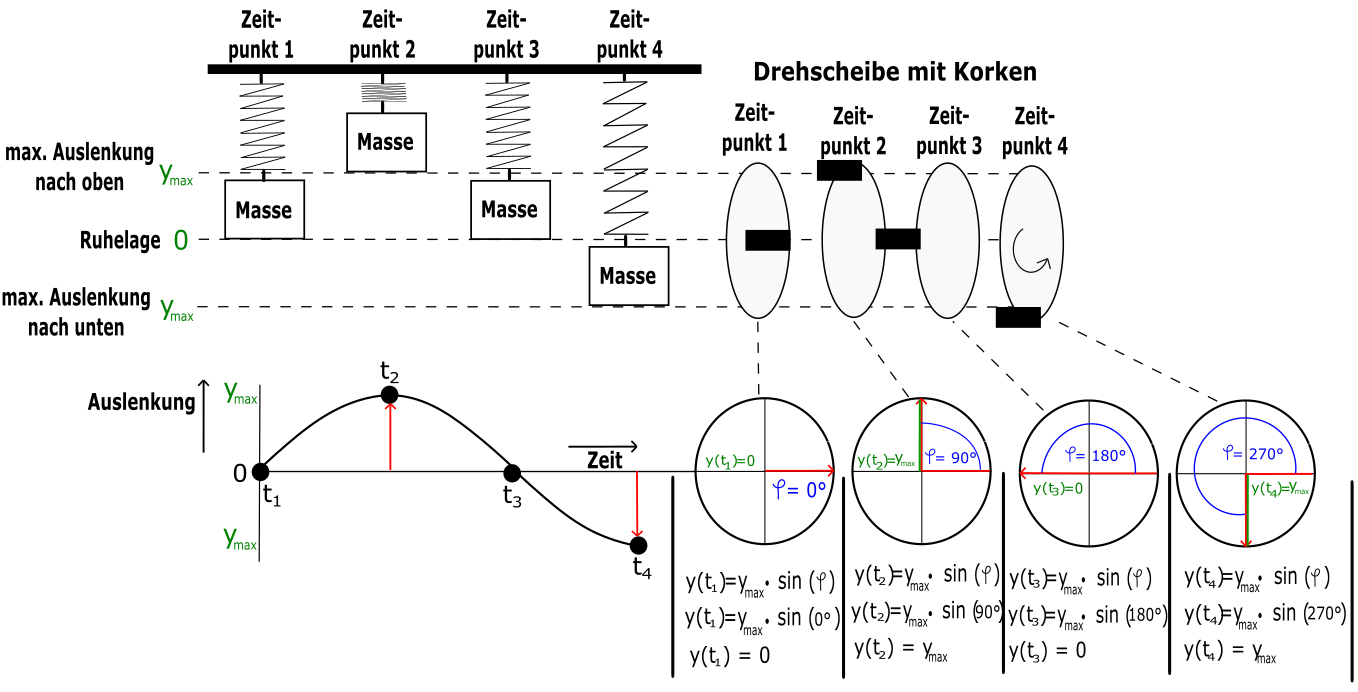 Zeit-
punkt 1
Zeit-
punkt 2
Zeit-
punkt 3
Zeit-
punkt 4
Masse
Masse
Masse
Masse
max. Auslenkung
nach oben
ymax
Ruhelage 0
max. Auslenkung
nach unten
ymax
Drehscheibe mit Korken
Zeit-
punkt 1
Zeit-
punkt 2
Zeit-
punkt 3
Zeit-
punkt 4
Auslenkung
ymax
0
ymax
t1
t2
t3
t4
Zeit
y(t1)=0
φ= 0°
y(t2)=ymax
φ= 90°
φ= 180°
y(t3)=0
φ= 270°
y(t4)=ymax
y(t1)=ymax· sin (φ)
y(t1)=ymax· sin (0°)
y(t1) = 0
y(t2)=ymax· sin (φ)
y(t2)=ymax· sin (90°)
y(t2) = ymax
y(t3)=ymax· sin (φ)
y(t3)=ymax· sin (180°)
y(t3) = 0
y(t4)=ymax· sin (φ)
y(t4)=ymax· sin (270°)
y(t4) = ymax